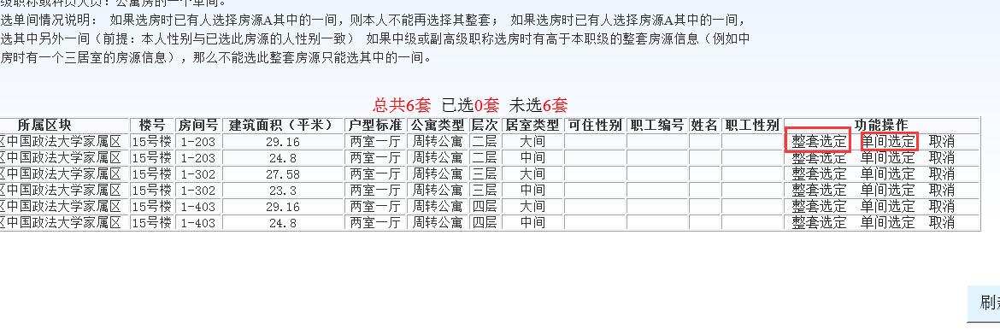 级职称或科员人员：公寓房的一个单间。
选单间情况说明： 如果选房时已有人选择房源A其中的一间，则本人不能再选择其整套； 如果选房时已有人选择房源A其中的一间，
选其中另外一间（前提：本人性别与已选此房源的人性别一致） 如果中级或副高级职称选房时有高于本职级的整套房源信息（例如中
房时有一个三居室的房源信息），那么不能选此整套房源只能选其中的一间。
总共6套 已选0套 未选6套
所属区块 楼号 房间号 建筑面积（平米） 户型标准 公寓类型 层次 居室类型 可住性别 职工编号 姓名 职工性别 功能操作
区中国政法大学家属区 15号楼 1-203 29.16 两室一厅 周转公寓 二层 大间 整套选定 单间选定 取消
区中国政法大学家属区 15号楼 1-203 24.8 两室一厅 周转公寓 二层 中间 整套选定 单间选定 取消
区中国政法大学家属区 15号楼 1-302 27.58 两室一厅 周转公寓 三层 大间 整套选定 单间选定 取消
区中国政法大学家属区 15号楼 1-302 23.3 两室一厅 周转公寓 三层 中间 整套选定 单间选定 取消
区中国政法大学家属区 15号楼 1-403 29.16 两室一厅 周转公寓 四层 大间 整套选定 单间选定 取消
区中国政法大学家属区 15号楼 1-403 24.8 两室一厅 周转公寓 四层 中间 整套选定 单间选定 取消
刷